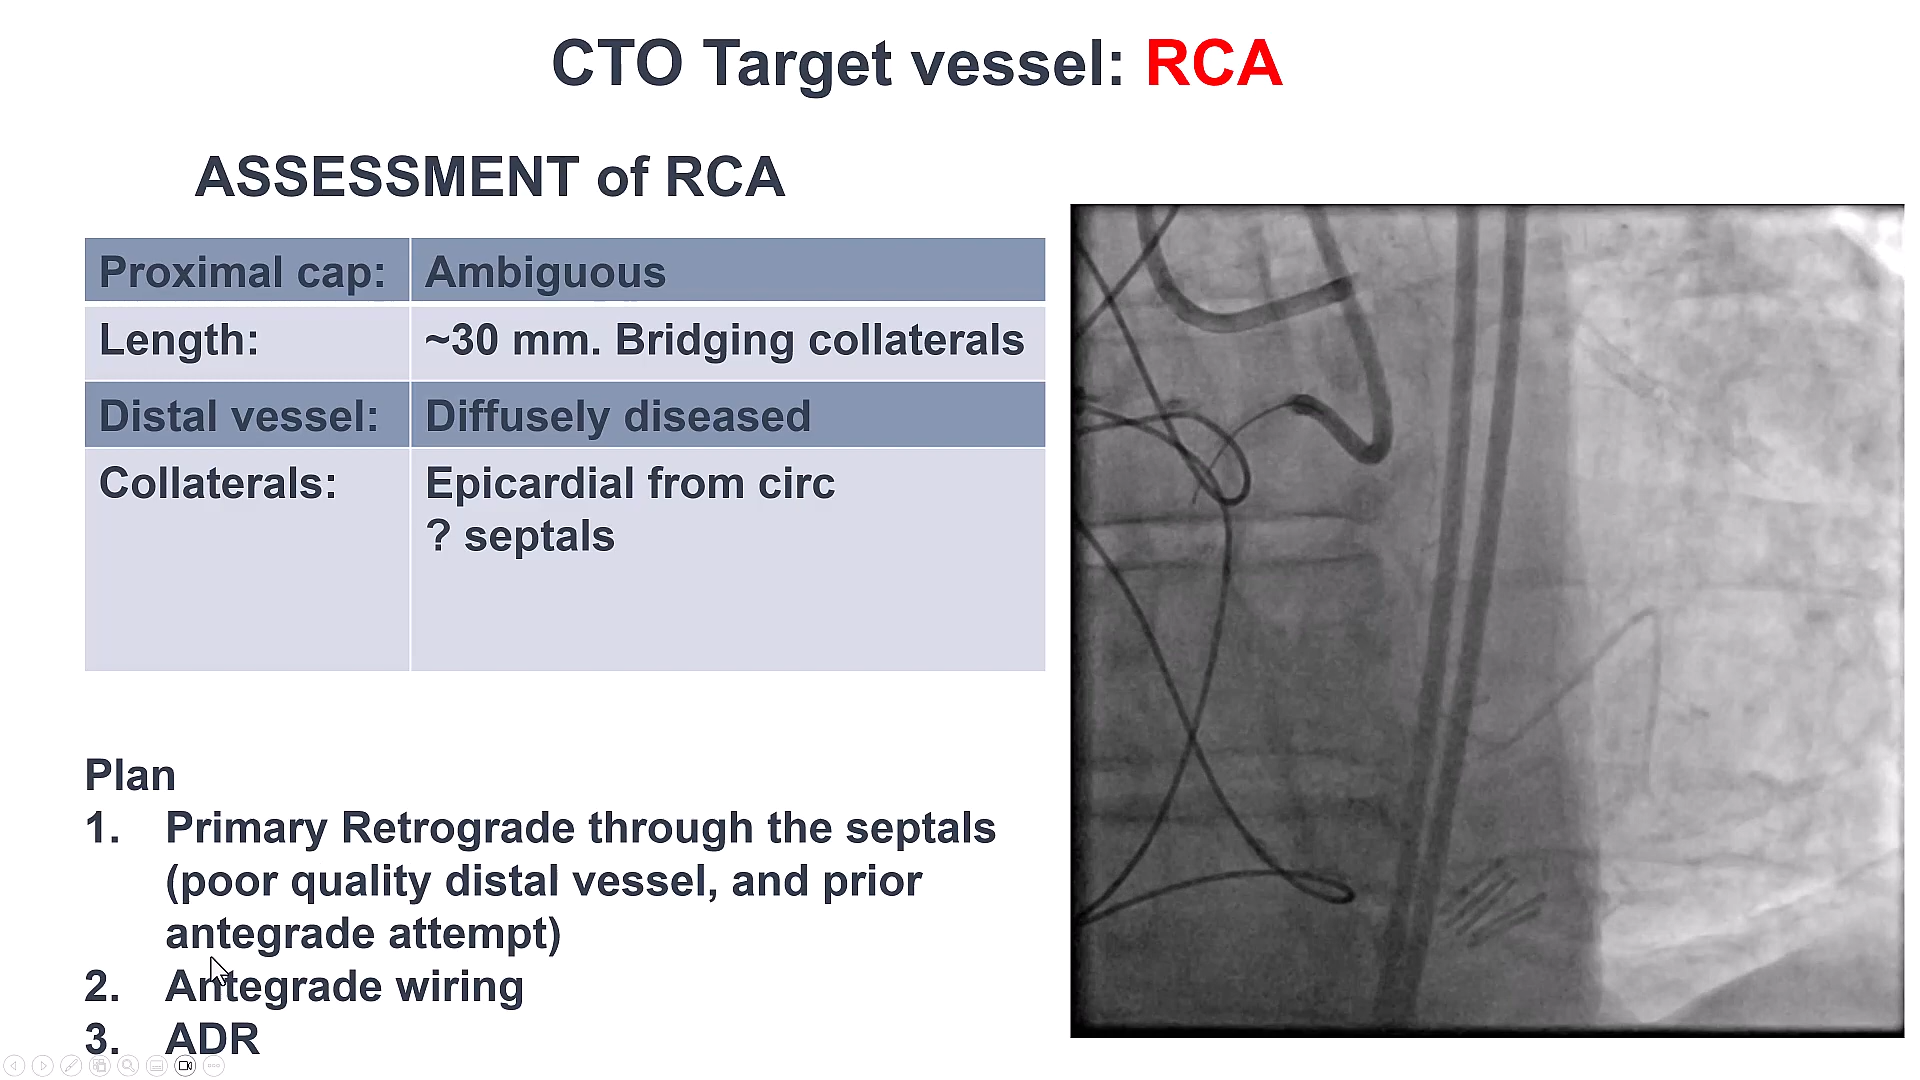 CTO Target vessel: RCA
ASSESSMENT of RCA
Proximal cap: Ambiguous
Length: ~30 mm. Bridging collaterals
Distal vessel: Diffusely diseased
Collaterals: Epicardial from circ
? septals
Plan
1. Primary Retrograde through the septals
(poor quality distal vessel, and prior
antegrade attempt)
2. Antegrade wiring
3. ADR